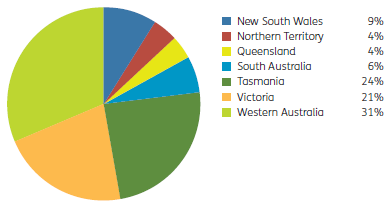 New South Wales 9%
Northern Territory 4%
Queensland 4%
South Australia 6%
Tasmania 24%
Victoria 21%
Western Australia 31%